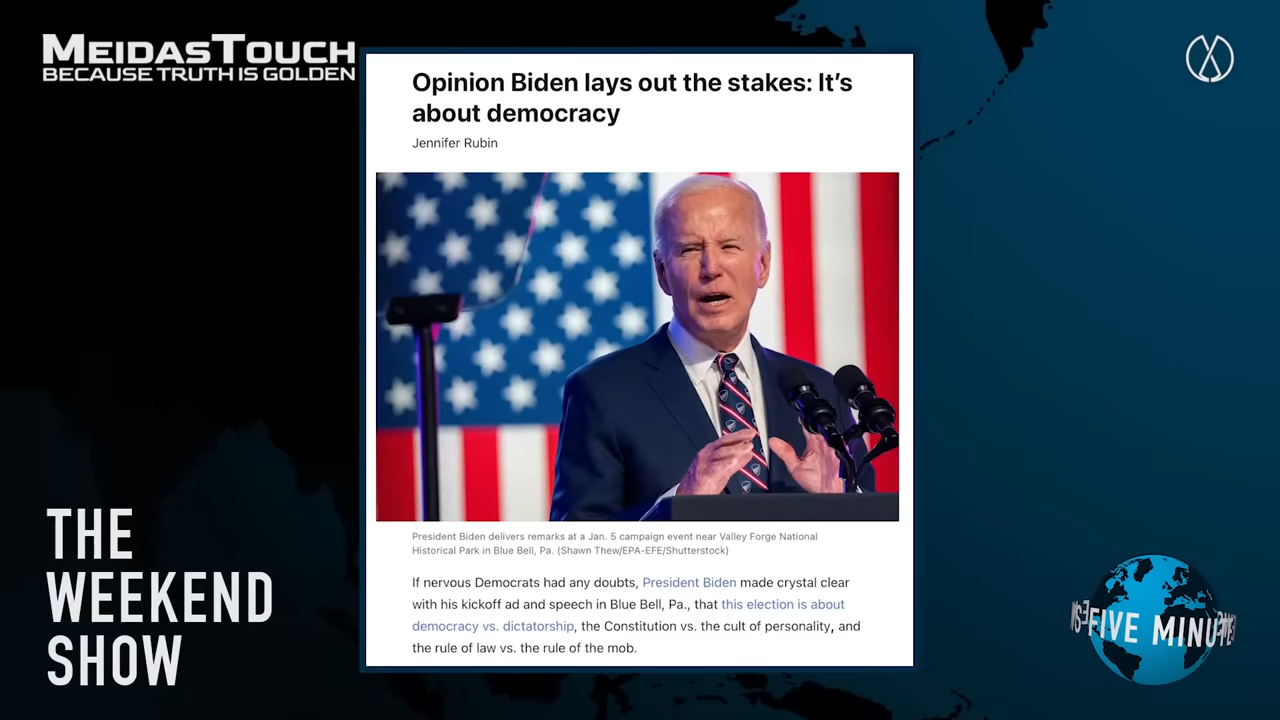 MEIDASTOUCH
BECAUSE TRUTH IS GOLDEN
Opinion Biden lays out the stakes: It's
about democracy
Jennifer Rubin
President Biden delivers remarks at a Jan. 5 campaign event near Valley Forge National
Historical Park in Blue Bell, Pa. (Shawn Thew/EPA-EFE/Shutterstock)
If nervous Democrats had any doubts, President Biden made crystal clear
with his kickoff ad and speech in Blue Bell, Pa., that this election is about
democracy vs. dictatorship, the Constitution vs. the cult of personality, and
the rule of law vs. the rule of the mob.
THE
WEEKEND
SHOW
FIVE MINUTE